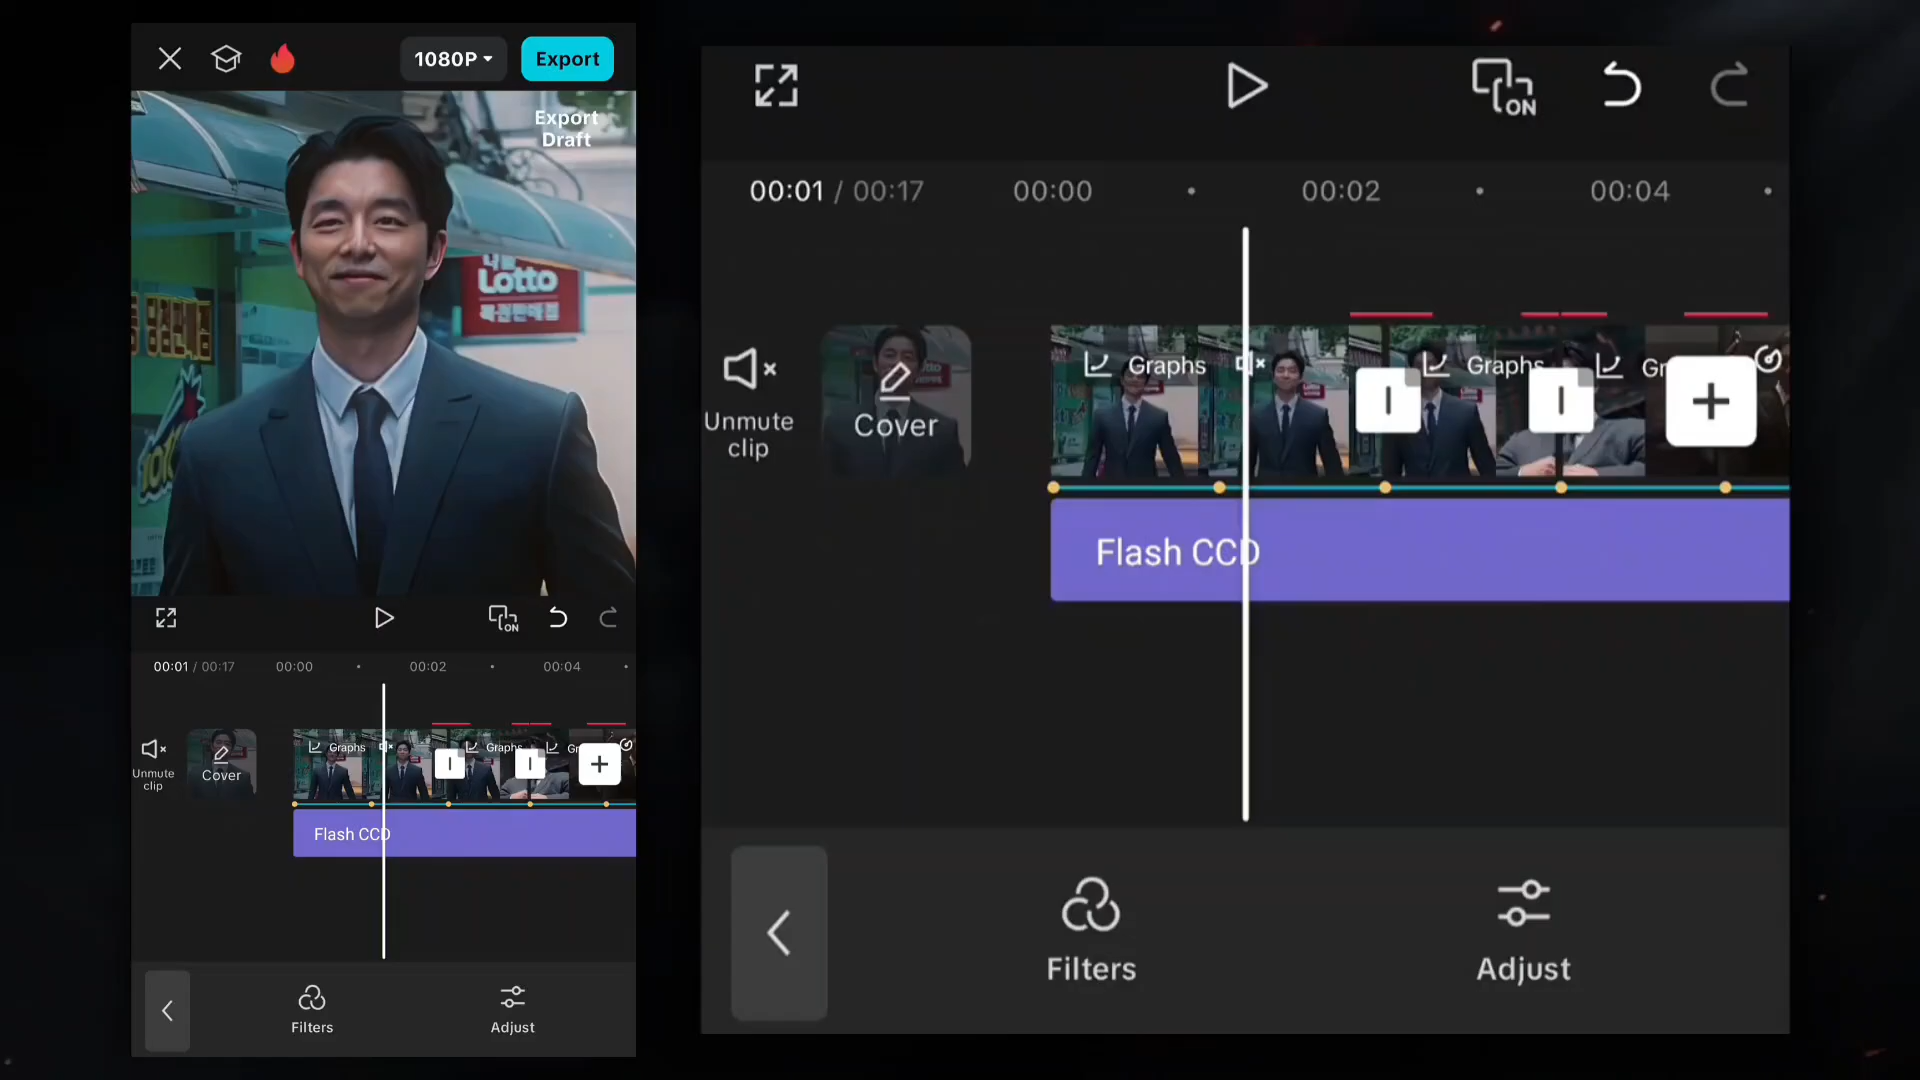 1080P
Export
Export
Draft
Lotto
ON
00:01 / 00:17
00:00
00:02
00:04
Unmute
clip
Cover
Graphs
Graphs
Gr
Flash CCD
Filters
Adjust
ON
00:01 / 00:17
00:00
00:02
00:04
Unmute
clip
Cover
Graphs
Graphs
Gr
Flash CCD
Filters
Adjust